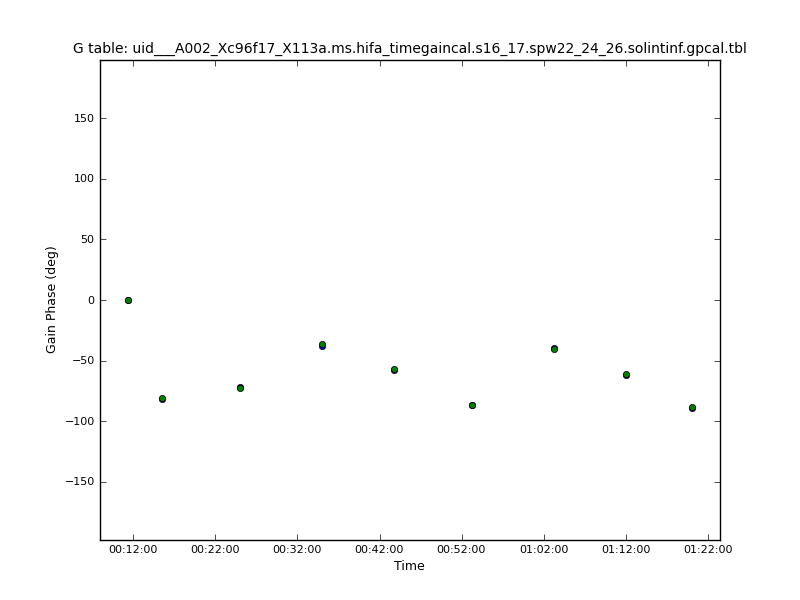 G table: uid___A002_Xc96f17_X113a.ms.hifa_timegaincal.s16_17.spw22_24_26.solintinf.gpcal.tbl
Gain Phase (deg)
150
100
50
0
−50
−100
−150
00:12:00 00:22:00 00:32:00 00:42:00 00:52:00 01:02:00 01:12:00 01:22:00
Time